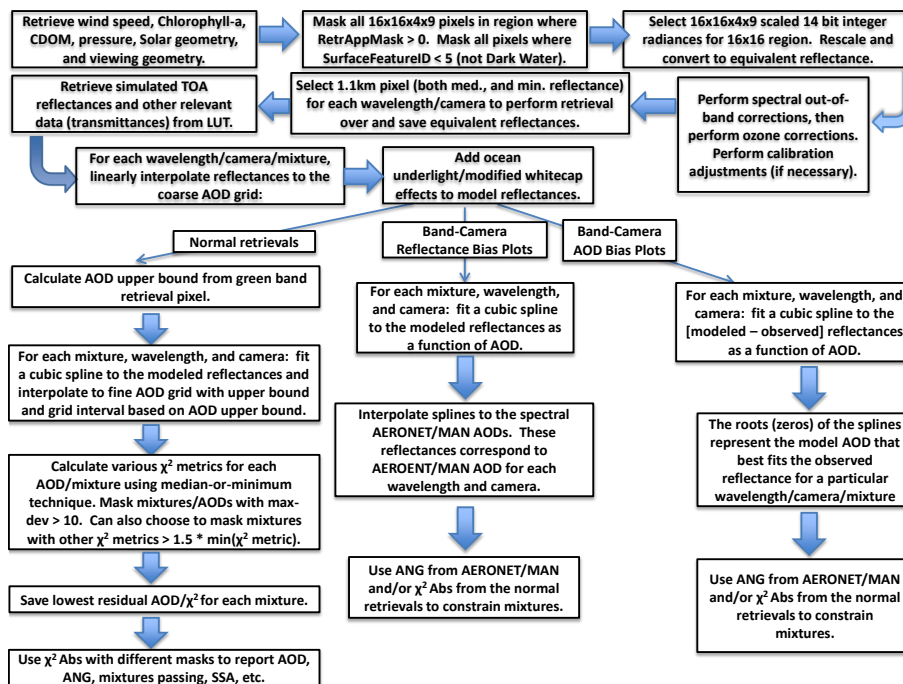 Retrieve wind speed, Chlorophyll-a,
CDOM, pressure, Solar geometry,
and viewing geometry.
Mask all 16x16x4x9 pixels in region where
RetrAppMask > 0. Mask all pixels where
SurfaceFeatureID < 5 (not Dark Water).
Select 16x16x4x9 scaled 14 bit integer
radiances for 16x16 region. Rescale and
convert to equivalent reflectance.
Perform spectral out-of-
band corrections, then
perform ozone corrections.
Perform calibration
adjustments (if necessary).
Select 1.1km pixel (both med., and min. reflectance)
for each wavelength/camera to perform retrieval
over and save equivalent reflectances.
Retrieve simulated TOA
reflectances and other relevant
data (transmittances) from LUT.
For each wavelength/camera/mixture,
linearly interpolate reflectances to the
coarse AOD grid:
Add ocean
underlight/modified whitecap
effects to model reflectances.
Normal retrievals
Calculate AOD upper bound from green band
retrieval pixel.
For each mixture, wavelength, and camera: fit
a cubic spline to the modeled reflectances and
interpolate to fine AOD grid with upper bound
and grid interval based on AOD upper bound.
Calculate various χ² metrics for each
AOD/mixture using median-or-minimum
technique. Mask mixtures/AODs with max-
dev > 10. Can also choose to mask mixtures
with other χ² metrics > 1.5 * min(χ² metric).
Save lowest residual AOD/χ² for each mixture.
Use χ² Abs with different masks to report AOD,
ANG, mixtures passing, SSA, etc.
Band-Camera
Reflectance Bias Plots
For each mixture, wavelength,
and camera: fit a cubic spline
to the modeled reflectances as
a function of AOD.
Interpolate splines to the spectral
AERONET/MAN AODs. These
reflectances correspond to
AEROENT/MAN AOD for each
wavelength and camera.
Use ANG from AERONET/MAN
and/or χ² Abs from the normal
retrievals to constrain mixtures.
Band-Camera
AOD Bias Plots
For each mixture, wavelength, and
camera: fit a cubic spline to the
[modeled – observed] reflectances
as a function of AOD.
The roots (zeros) of the splines
represent the model AOD that
best fits the observed
reflectance for a particular
wavelength/camera/mixture
Use ANG from AERONET/MAN
and/or χ² Abs from the normal
retrievals to constrain
mixtures.